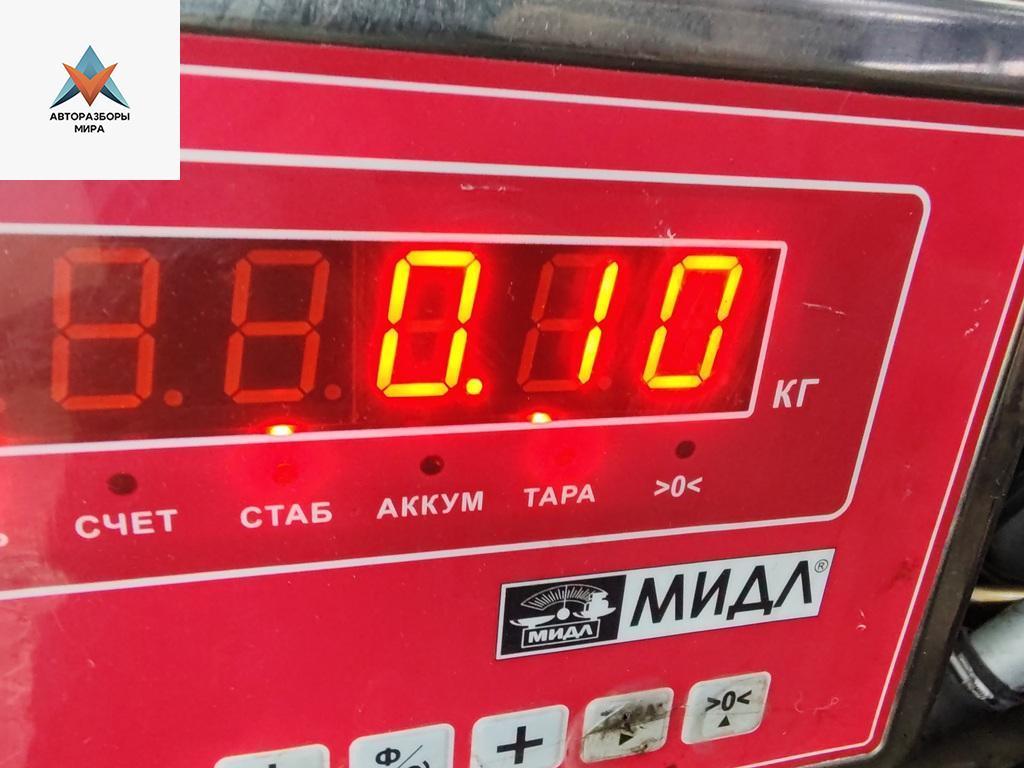 АВТОРАЗБОРЫ
МИРА
0.10
КГ
СЧЕТ СТАБ АККУМ ТАРА >0<
МИДЛ МИДЛ®
+ >0<